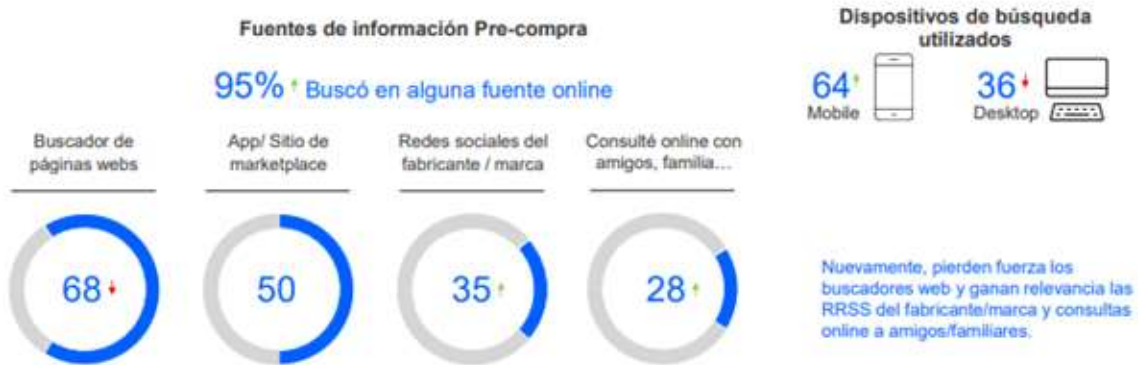 Fuentes de información Pre-compra
95% Buscó en alguna fuente online
Dispositivos de búsqueda
utilizados
64
Mobile
36
Desktop
Buscador de
páginas webs
App/ Sitio de
marketplace
Redes sociales del
fabricante / marca
Consulté online con
amigos, familia...
68
50
35
28
Nuevamente, pierden fuerza los
buscadores web y ganan relevancia las
RRSS del fabricante/marca y consultas
online a amigos/familiares.